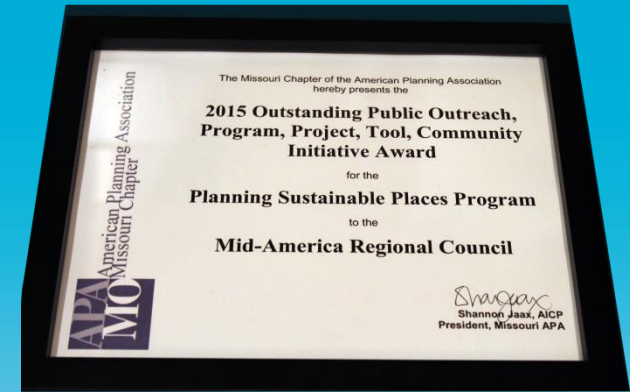 The Missouri Chapter of the American Planning Association
hereby presents the
2015 Outstanding Public Outreach,
Program, Project, Tool, Community
Initiative Award
for the
Planning Sustainable Places Program
to the
Mid-America Regional Council
Shannon Jaax, AICP
President, Missouri APA
American Planning Association
Missouri Chapter
APA
MO